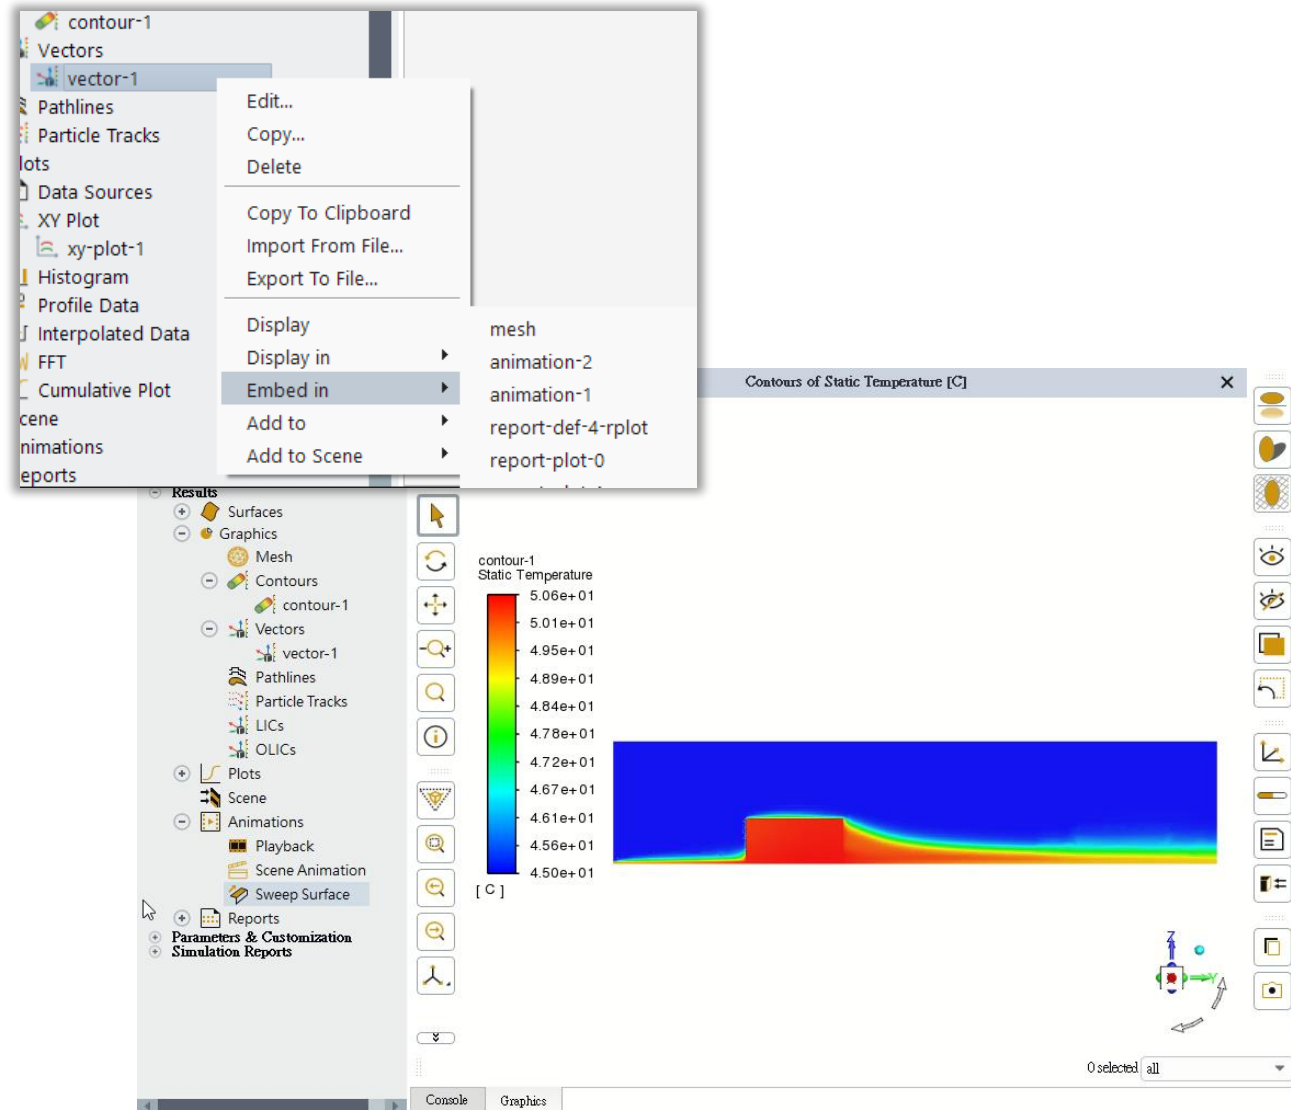 contour-1
Vectors
vector-1
Pathlines
Particle Tracks
lots
Data Sources
XY Plot
xy-plot-1
Histogram
Profile Data
Interpolated Data
FFT
Cumulative Plot
cene
nimations
eports
Edit...
Copy...
Delete
Copy To Clipboard
Import From File...
Export To File...
Display
Display in
Embed in
Add to
Add to Scene
mesh
animation-2
animation-1
report-def-4-rplot
report-plot-0
Contours of Static Temperature [C]
Results
Surfaces
Graphics
Mesh
Contours
contour-1
Vectors
vector-1
Pathlines
Particle Tracks
LICs
OLICs
Plots
Scene
Animations
Playback
Scene Animation
Sweep Surface
Reports
Parameters & Customization
Simulation Reports
contour-1
Static Temperature
5.06e+01
5.01e+01
4.95e+01
4.89e+01
4.84e+01
4.78e+01
4.72e+01
4.67e+01
4.61e+01
4.56e+01
4.50e+01
[ C ]
Z
Y
0 selected all
Console
Graphics